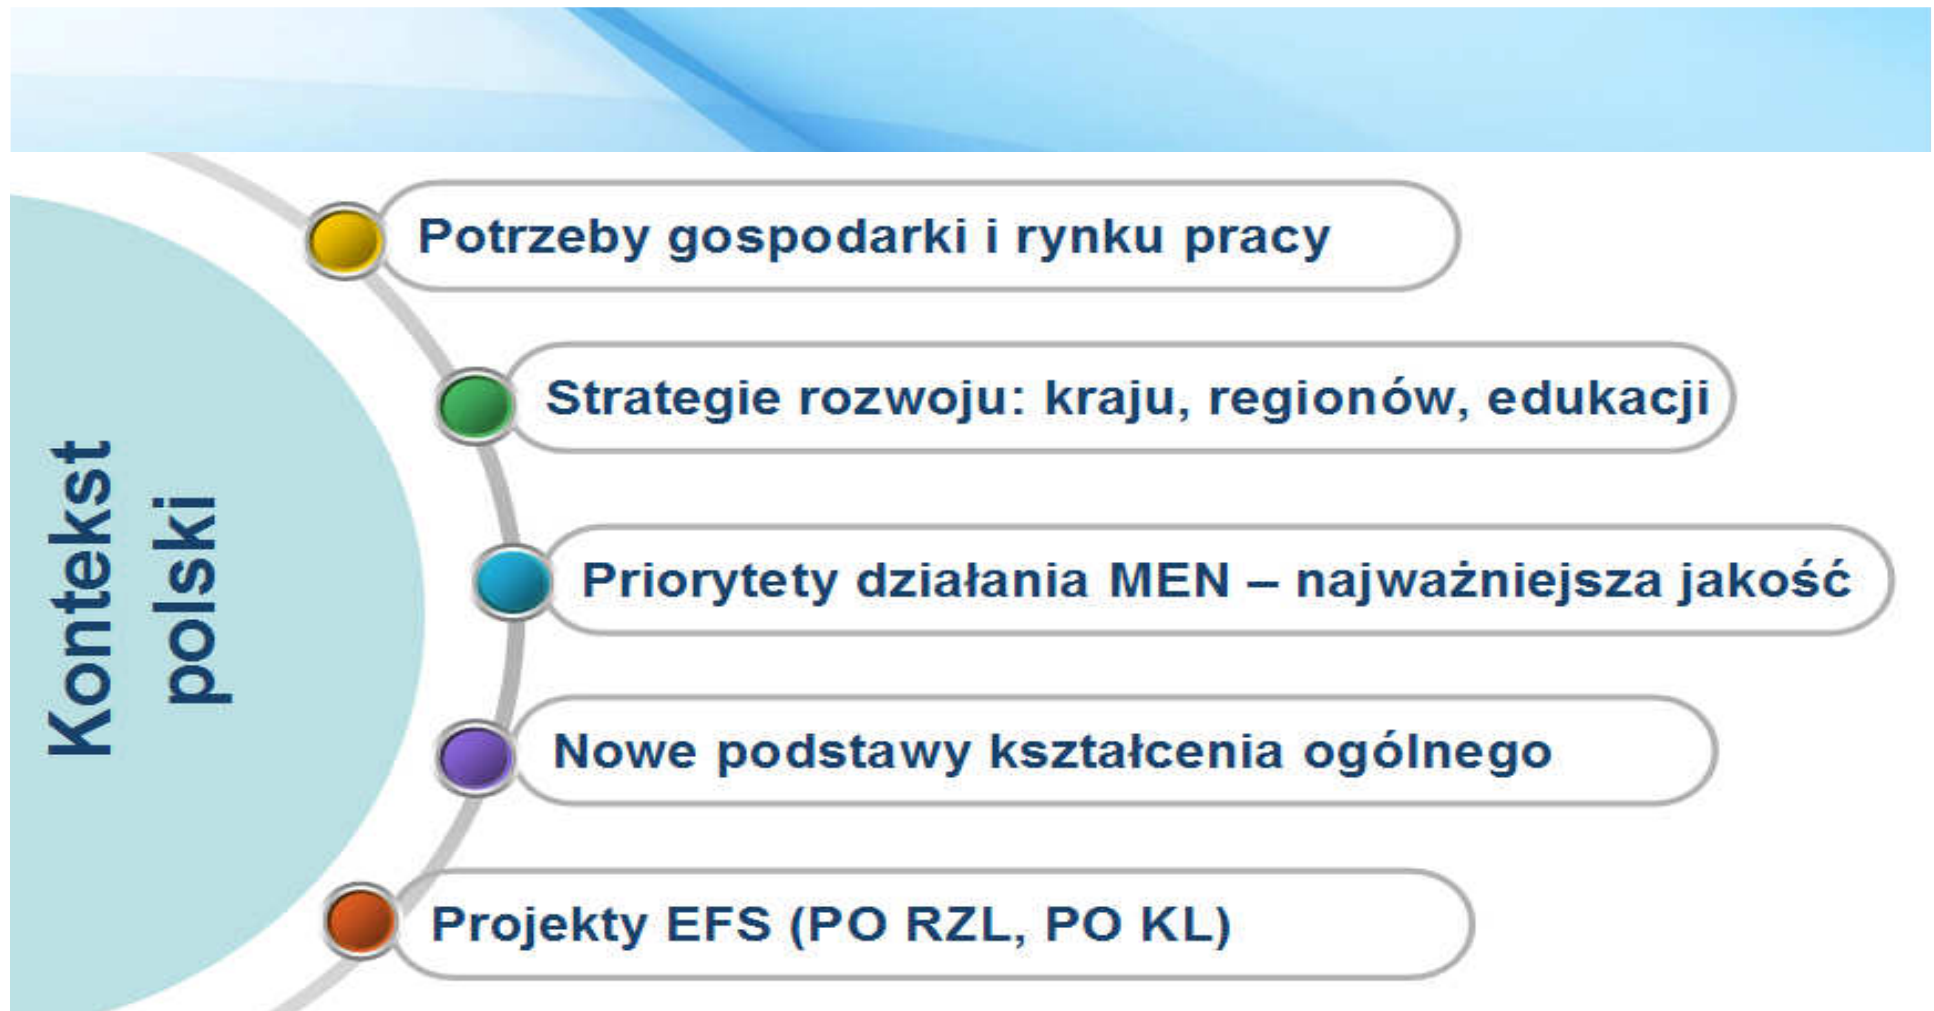 Kontekst
polski
Potrzeby gospodarki i rynku pracy
Strategie rozwoju: kraju, regionów, edukacji
Priorytety działania MEN – najważniejsza jakość
Nowe podstawy kształcenia ogólnego
Projekty EFS (PO RZL, PO KL)